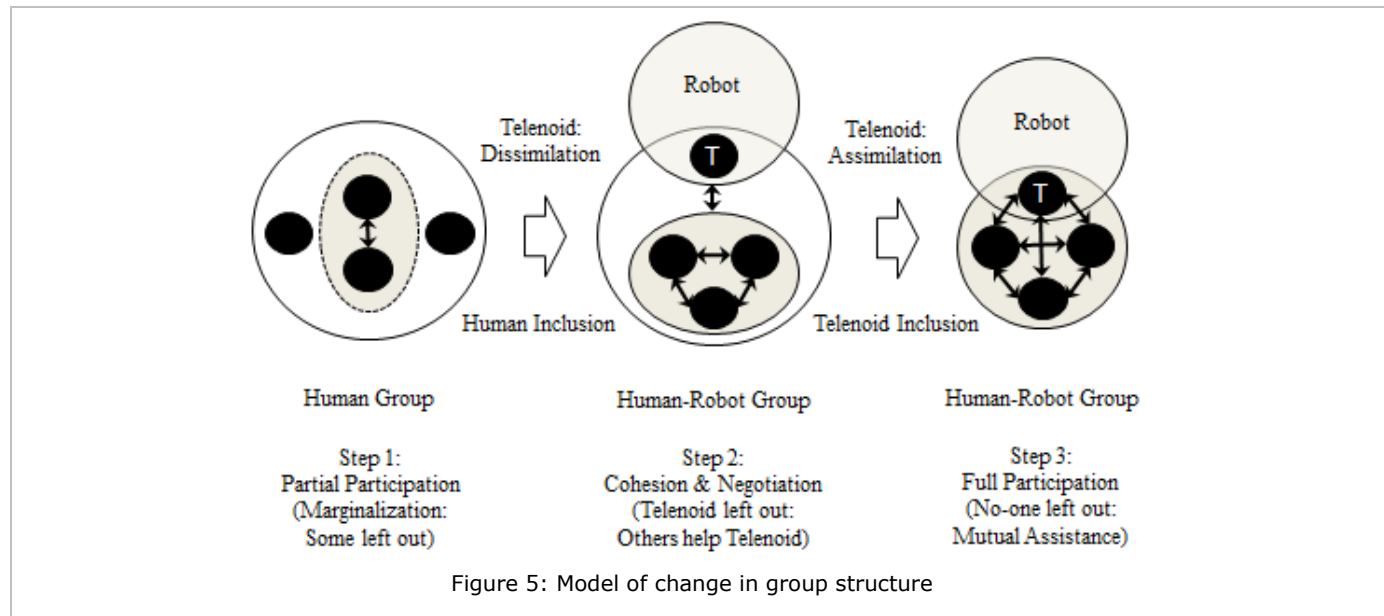 Robot
T
Telenoid:
Dissimilation
Human Inclusion
Robot
T
Telenoid:
Assimilation
Telenoid Inclusion
Human Group
Human-Robot Group
Human-Robot Group
Step 1:
Partial Participation
(Marginalization:
Some left out)
Step 2:
Cohesion & Negotiation
(Telenoid left out:
Others help Telenoid)
Step 3:
Full Participation
(No-one left out:
Mutual Assistance)
Figure 5: Model of change in group structure